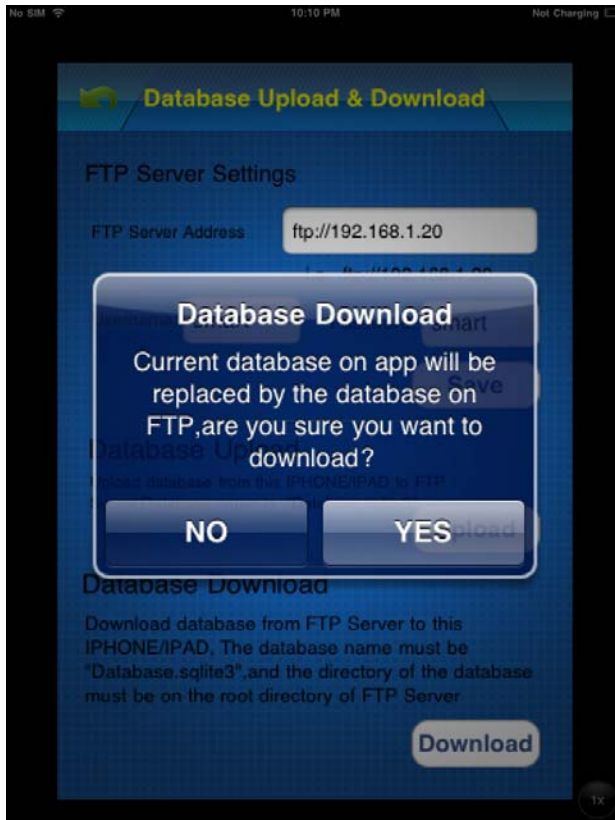 No SIM 10:10 PM Not Charging
Database Upload & Download
FTP Server Settings
FTP Server Address ftp://192.168.1.20
Database Download
Current database on app will be
replaced by the database on
FTP,are you sure you want to
download?
smart
Save
NO YES
Database Download
Download database from FTP Server to this
IPHONE/IPAD, The database name must be
"Database.sqlite3",and the directory of the database
must be on the root directory of FTP Server
Download
1x